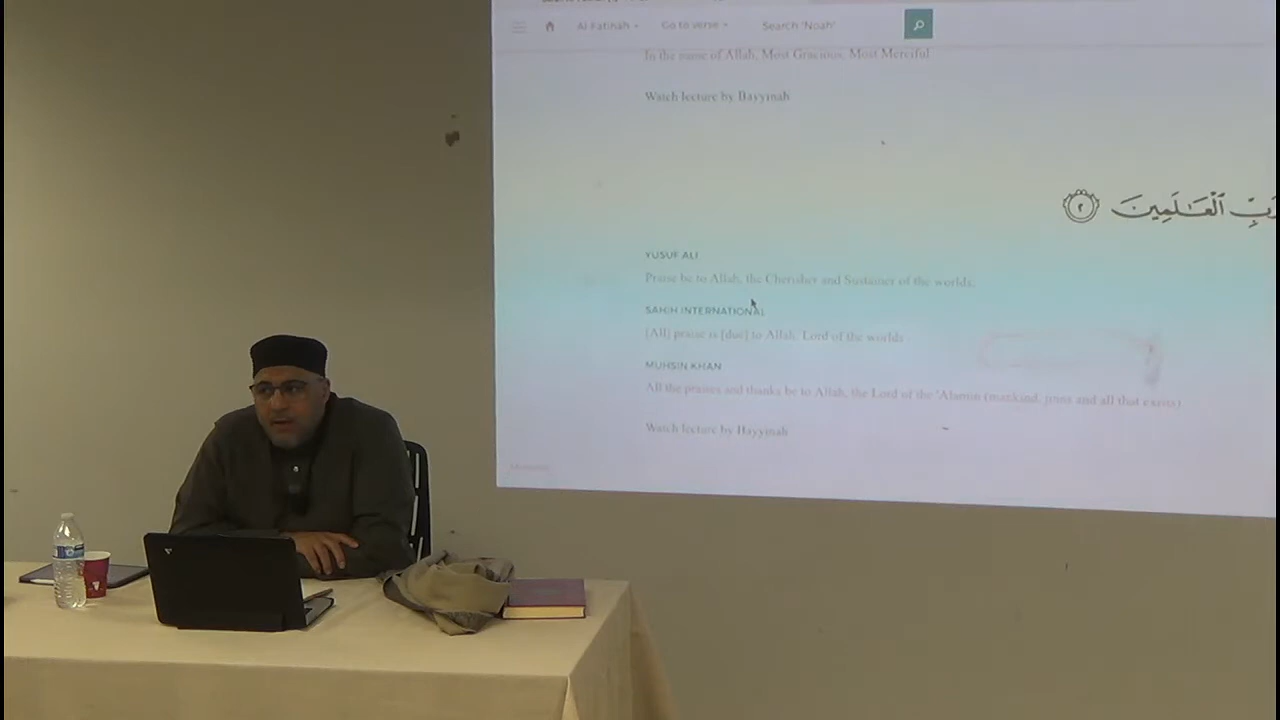 Al-Fatihah Go to verse Search "Noah"
In the name of Allah, Most Gracious, Most Merciful
Watch lecture by Bayyinah
رَبِّ ٱلْعَـٰلَمِينَ ٢
YUSUF ALI
Praise be to Allah, the Cherisher and Sustainer of the worlds;
SAHIH INTERNATIONAL
[All] praise is [due] to Allah, Lord of the worlds
MUHSIN KHAN
All the praises and thanks be to Allah, the Lord of the 'Alamin (mankind, jinns and all that exists)
Watch lecture by Bayyinah